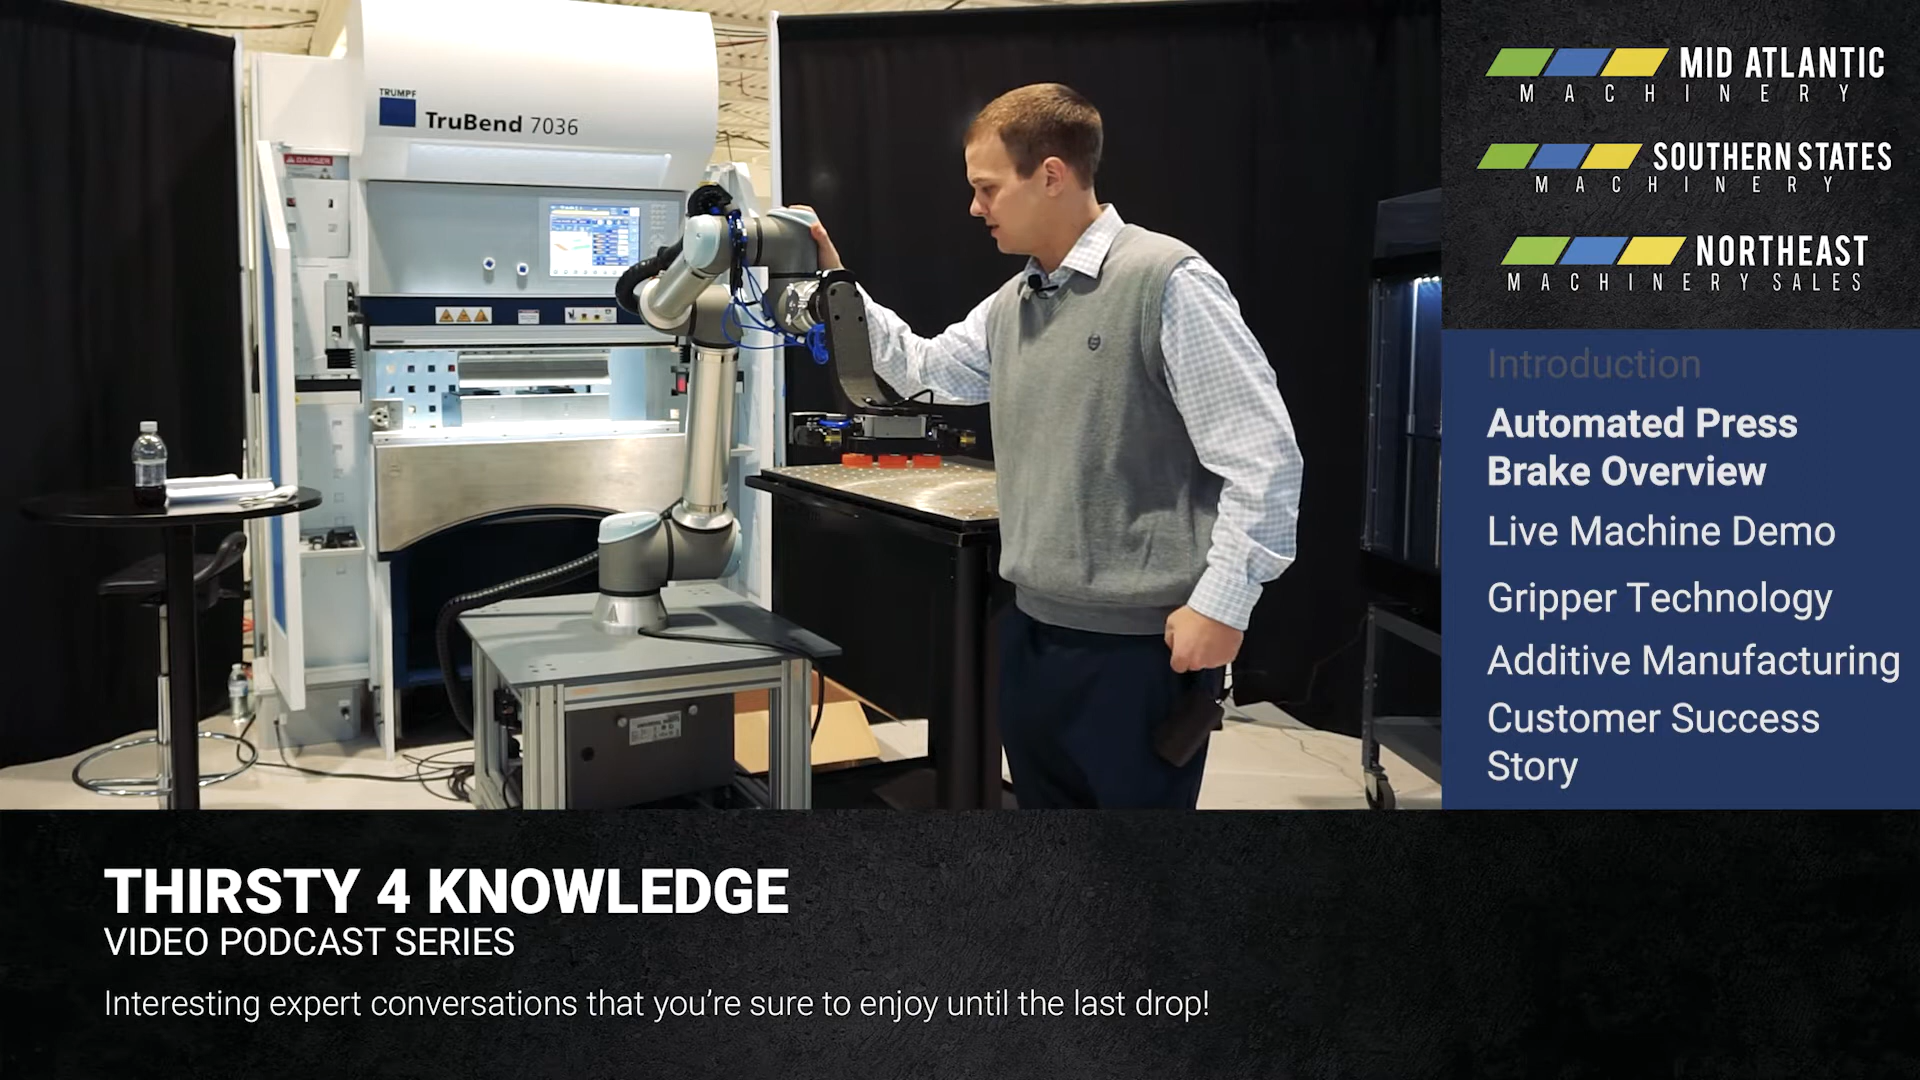 TRUMPF
TruBend 7036
DANGER
MID ATLANTIC
MACHINERY
SOUTHERN STATES
MACHINERY
NORTHEAST
MACHINERY SALES
Introduction
Automated Press
Brake Overview
Live Machine Demo
Gripper Technology
Additive Manufacturing
Customer Success
Story
THIRSTY 4 KNOWLEDGE
VIDEO PODCAST SERIES
Interesting expert conversations that you're sure to enjoy until the last drop!